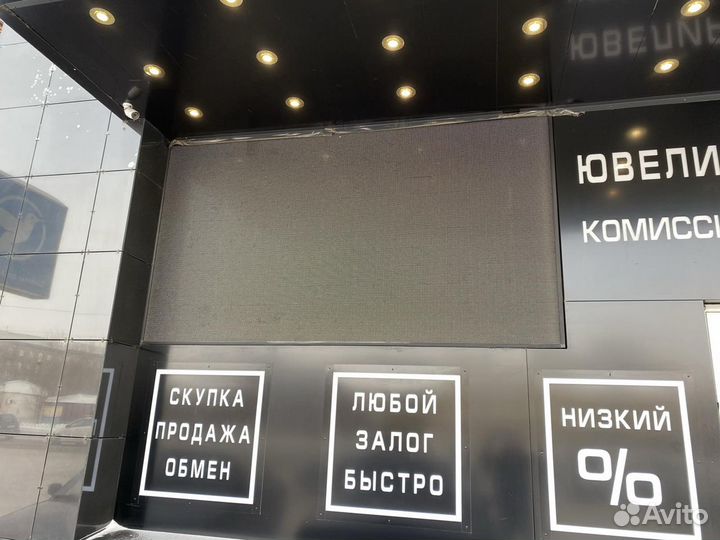 ЮВЕЛИ
КОМИССИ
СКУПКА
ПРОДАЖА
ОБМЕН
ЛЮБОЙ
ЗАЛОГ
БЫСТРО
НИЗКИЙ
%
Avito